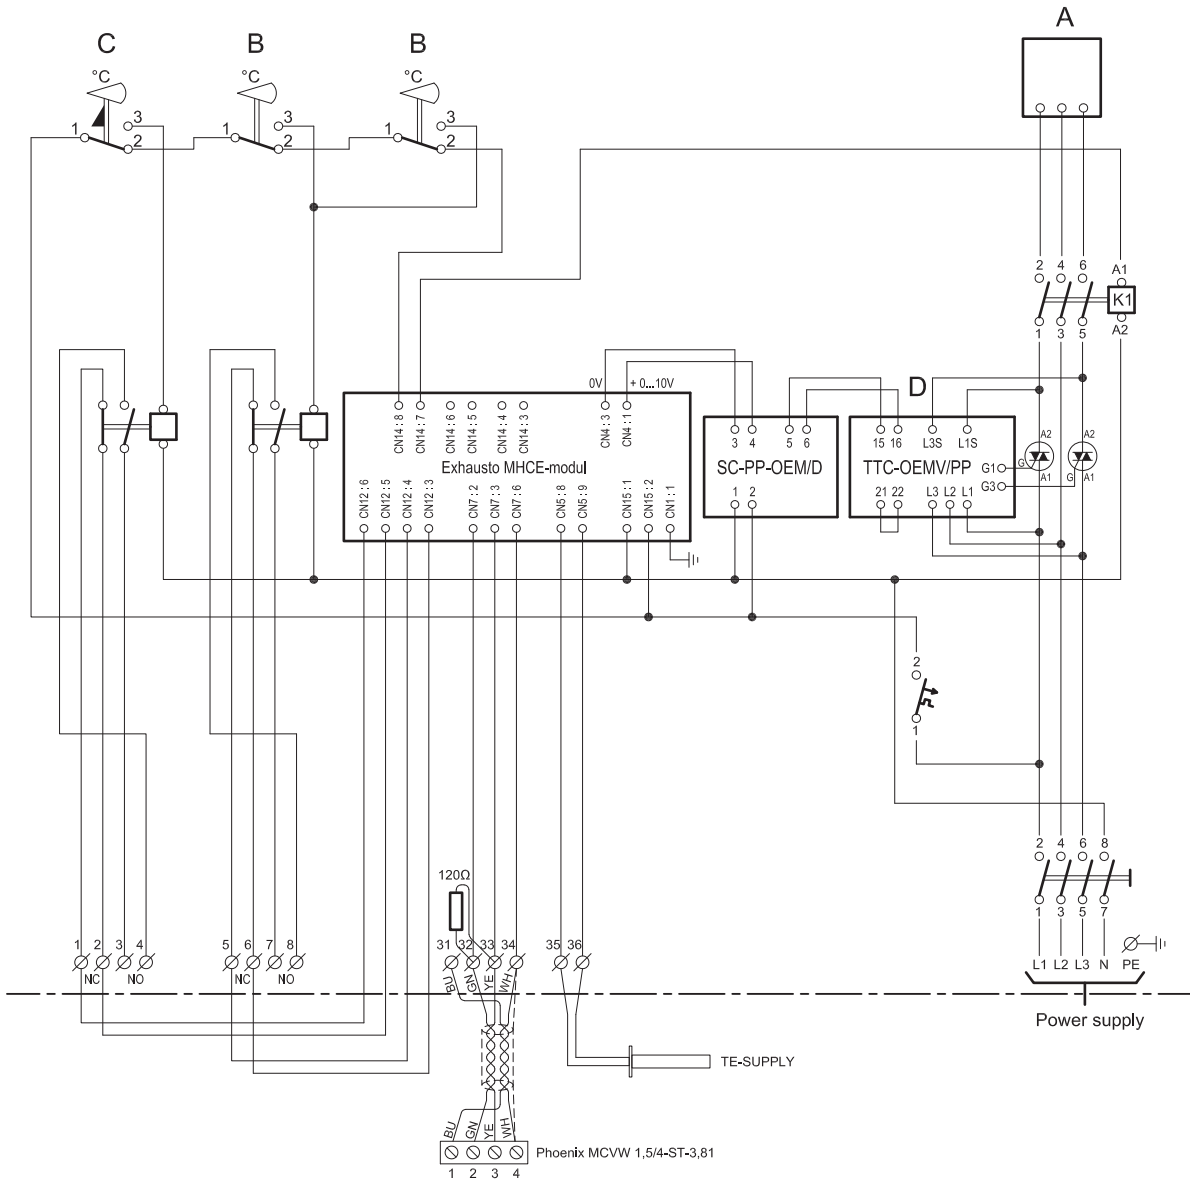 A
C B B
°C °C °C
1 3 2 1 3 2 1 3 2
2 4 6 A1
K1
1 3 5 A2
0V + 0...10V
D
CN14:8 CN14:7 CN14:6 CN14:5 CN14:4 CN14:3 CN4:3 CN4:1
3 4 5 6
15 16 L3S L1S
A2 A2
Exhausto MHCE-modul
SC-PP-OEM/D
TTC-OEMV/PP
G1 G
G3 G
A1 A1
CN12:6 CN12:5 CN12:4 CN12:3 CN7:2 CN7:3 CN7:6 CN5:8 CN5:9 CN15:1 CN15:2 CN1:1
1 2
21 22 L3 L2 L1
2
1
2 4 6 8
120Ω
1 3 5 7
1 2 3 4 5 6 7 8 31 32 33 34 35 36
NC NO NC NO
BU GN YE WH
L1 L2 L3 N PE
Power supply
TE-SUPPLY
BU GN YE WH
Phoenix MCVW 1,5/4-ST-3,81
1 2 3 4